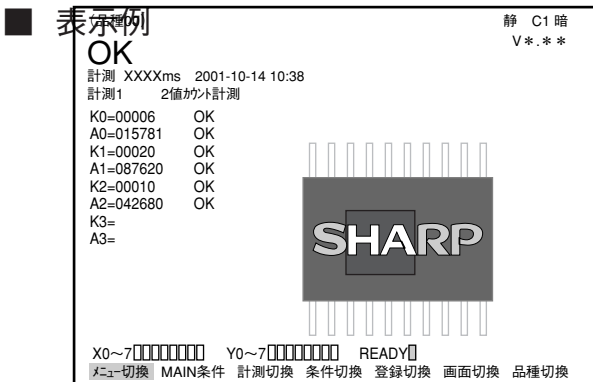 ■ 表示例
(品種00) 静 C1 暗
OK V*.**
計測 XXXXms 2001-10-14 10:38
計測1 2値ｶｳﾝﾄ計測
K0=00006 OK
A0=015781 OK
K1=00020 OK
A1=087620 OK
K2=00010 OK
A2=042680 OK
K3=
A3=
SHARP
X0～7 Y0～7 READY
ﾒﾆｭｰ切換 MAIN条件 計測切換 条件切換 登録切換 画面切換 品種切換